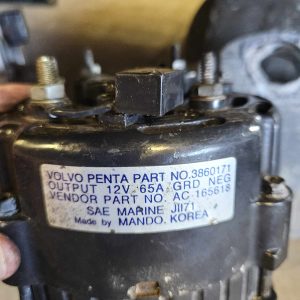 VOLVO PENTA PART NO.3860171
OUTPUT 12V 65A GRD NEG
VENDOR PART NO. AC 165618
SAE MARINE J1171
Made by MANDO. KOREA